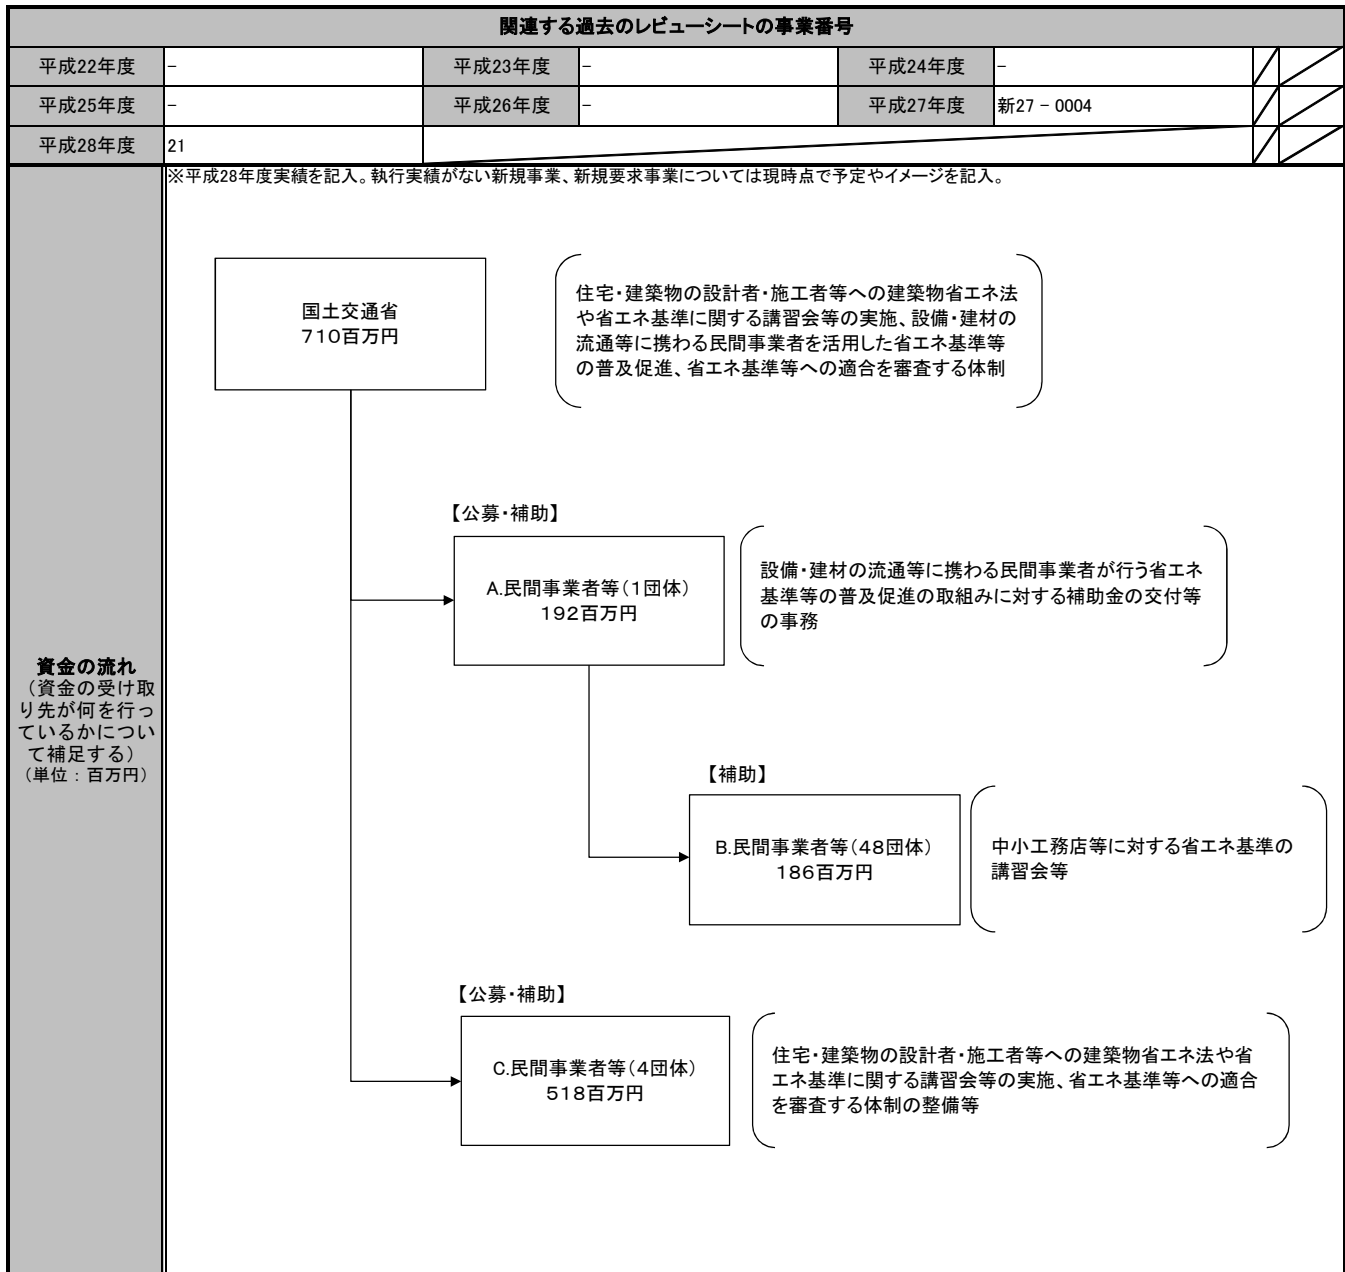 関連する過去のレビューシートの事業番号
平成22年度 - 平成23年度 - 平成24年度 -
平成25年度 - 平成26年度 - 平成27年度 新27－0004
平成28年度 21
※平成28年度実績を記入。執行実績がない新規事業、新規要求事業については現時点で予定やイメージを記入。
国土交通省
710百万円
住宅・建築物の設計者・施工者等への建築物省エネ法
や省エネ基準に関する講習会等の実施、設備・建材の
流通等に携わる民間事業者を活用した省エネ基準等
の普及促進、省エネ基準等への適合を審査する体制
【公募・補助】
A.民間事業者等（1団体）
192百万円
設備・建材の流通等に携わる民間事業者が行う省エネ
基準等の普及促進の取組みに対する補助金の交付等
の事務
資金の流れ
（資金の受け取
り先が何を行っ
ているかについ
て補足する）
（単位：百万円）
【補助】
B.民間事業者等（48団体）
186百万円
中小工務店等に対する省エネ基準の
講習会等
【公募・補助】
C.民間事業者等（4団体）
518百万円
住宅・建築物の設計者・施工者等への建築物省エネ法や省
エネ基準に関する講習会等の実施、省エネ基準等への適合
を審査する体制の整備等